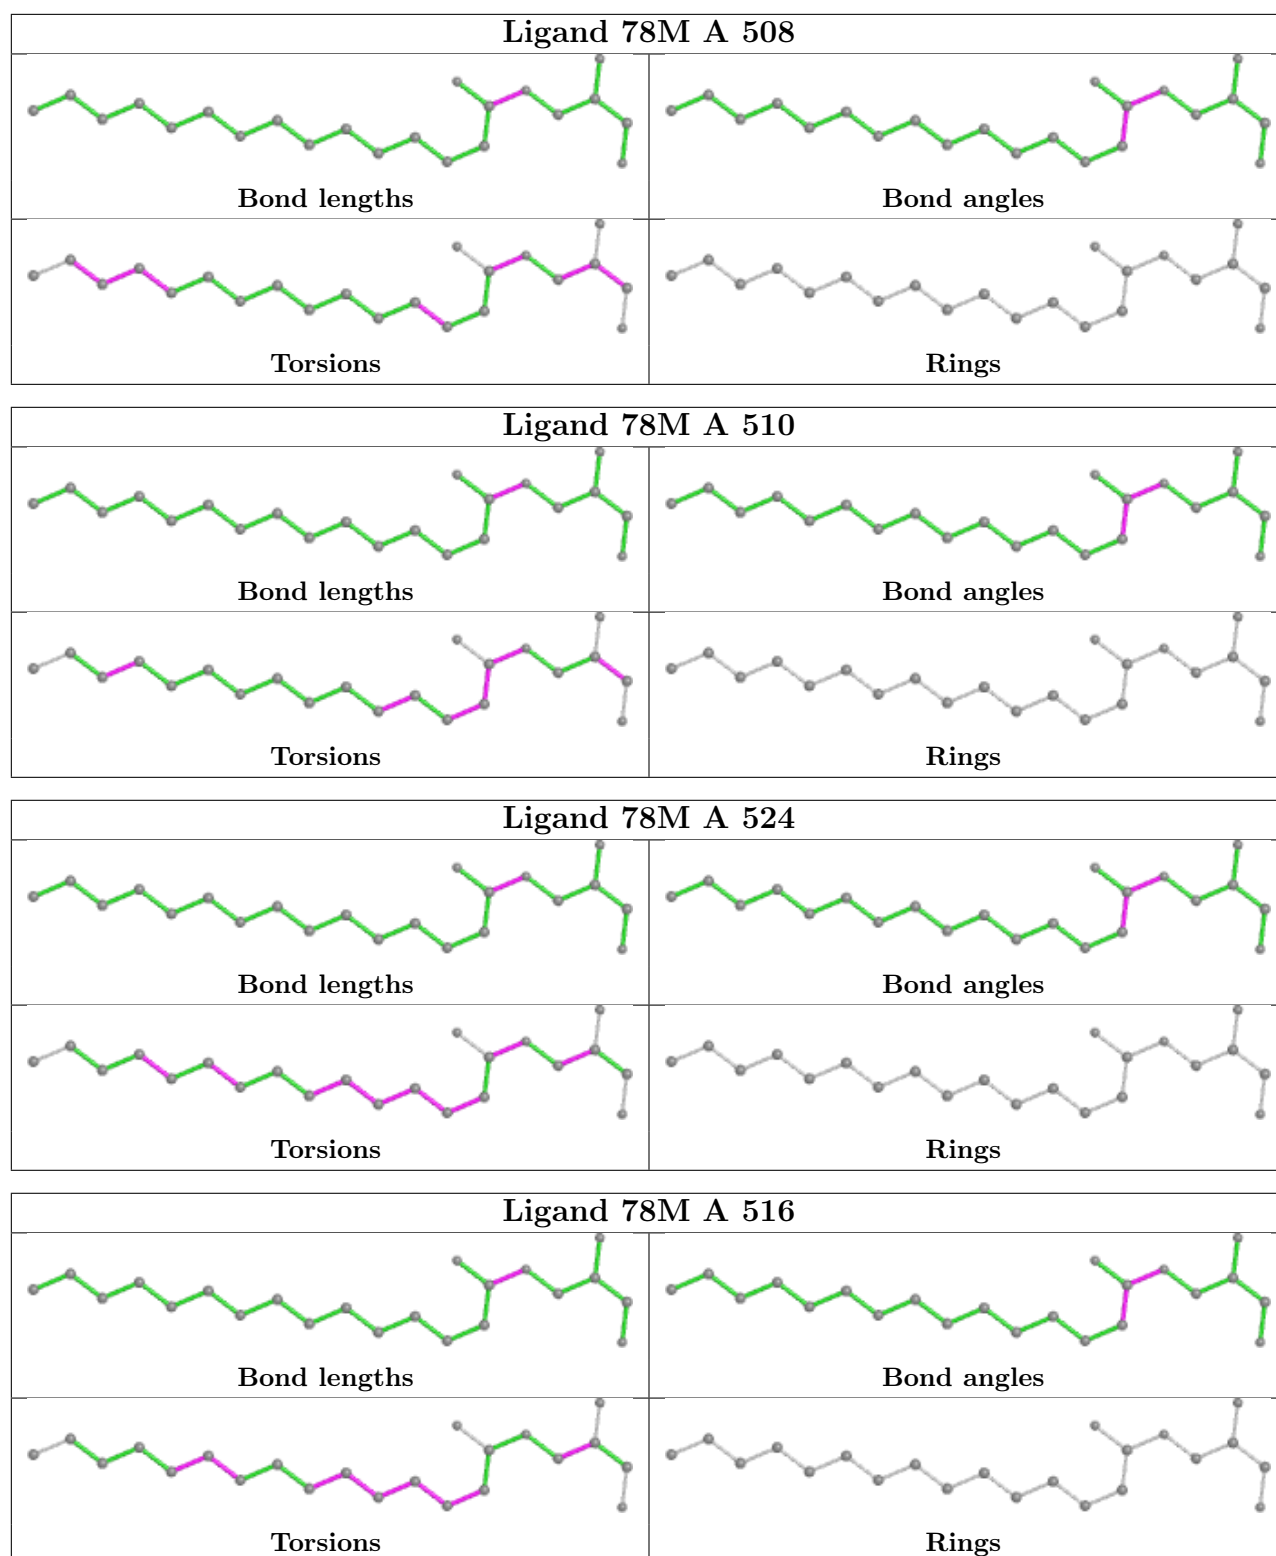 Ligand 78M A 508
Bond lengths
Bond angles
Torsions
Rings
Ligand 78M A 510
Bond lengths
Bond angles
Torsions
Rings
Ligand 78M A 524
Bond lengths
Bond angles
Torsions
Rings
Ligand 78M A 516
Bond lengths
Bond angles
Torsions
Rings